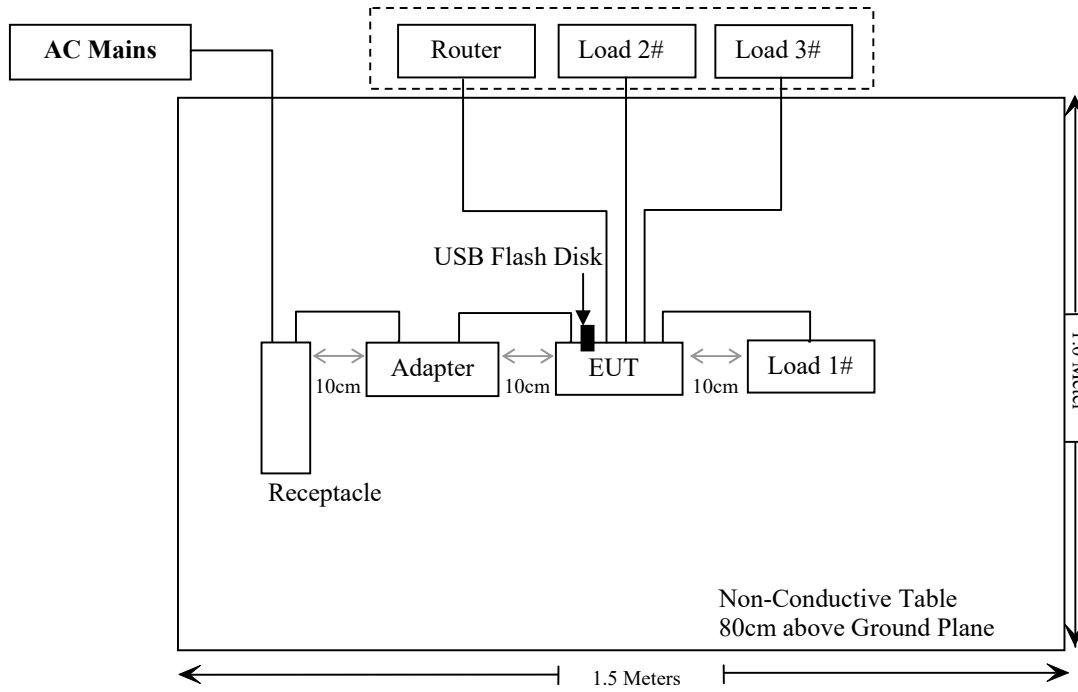 AC Mains
Router
Load 2#
Load 3#
USB Flash Disk
Adapter
EUT
Load 1#
10cm
10cm
10cm
Receptacle
Non-Conductive Table
80cm above Ground Plane
1.5 Meters